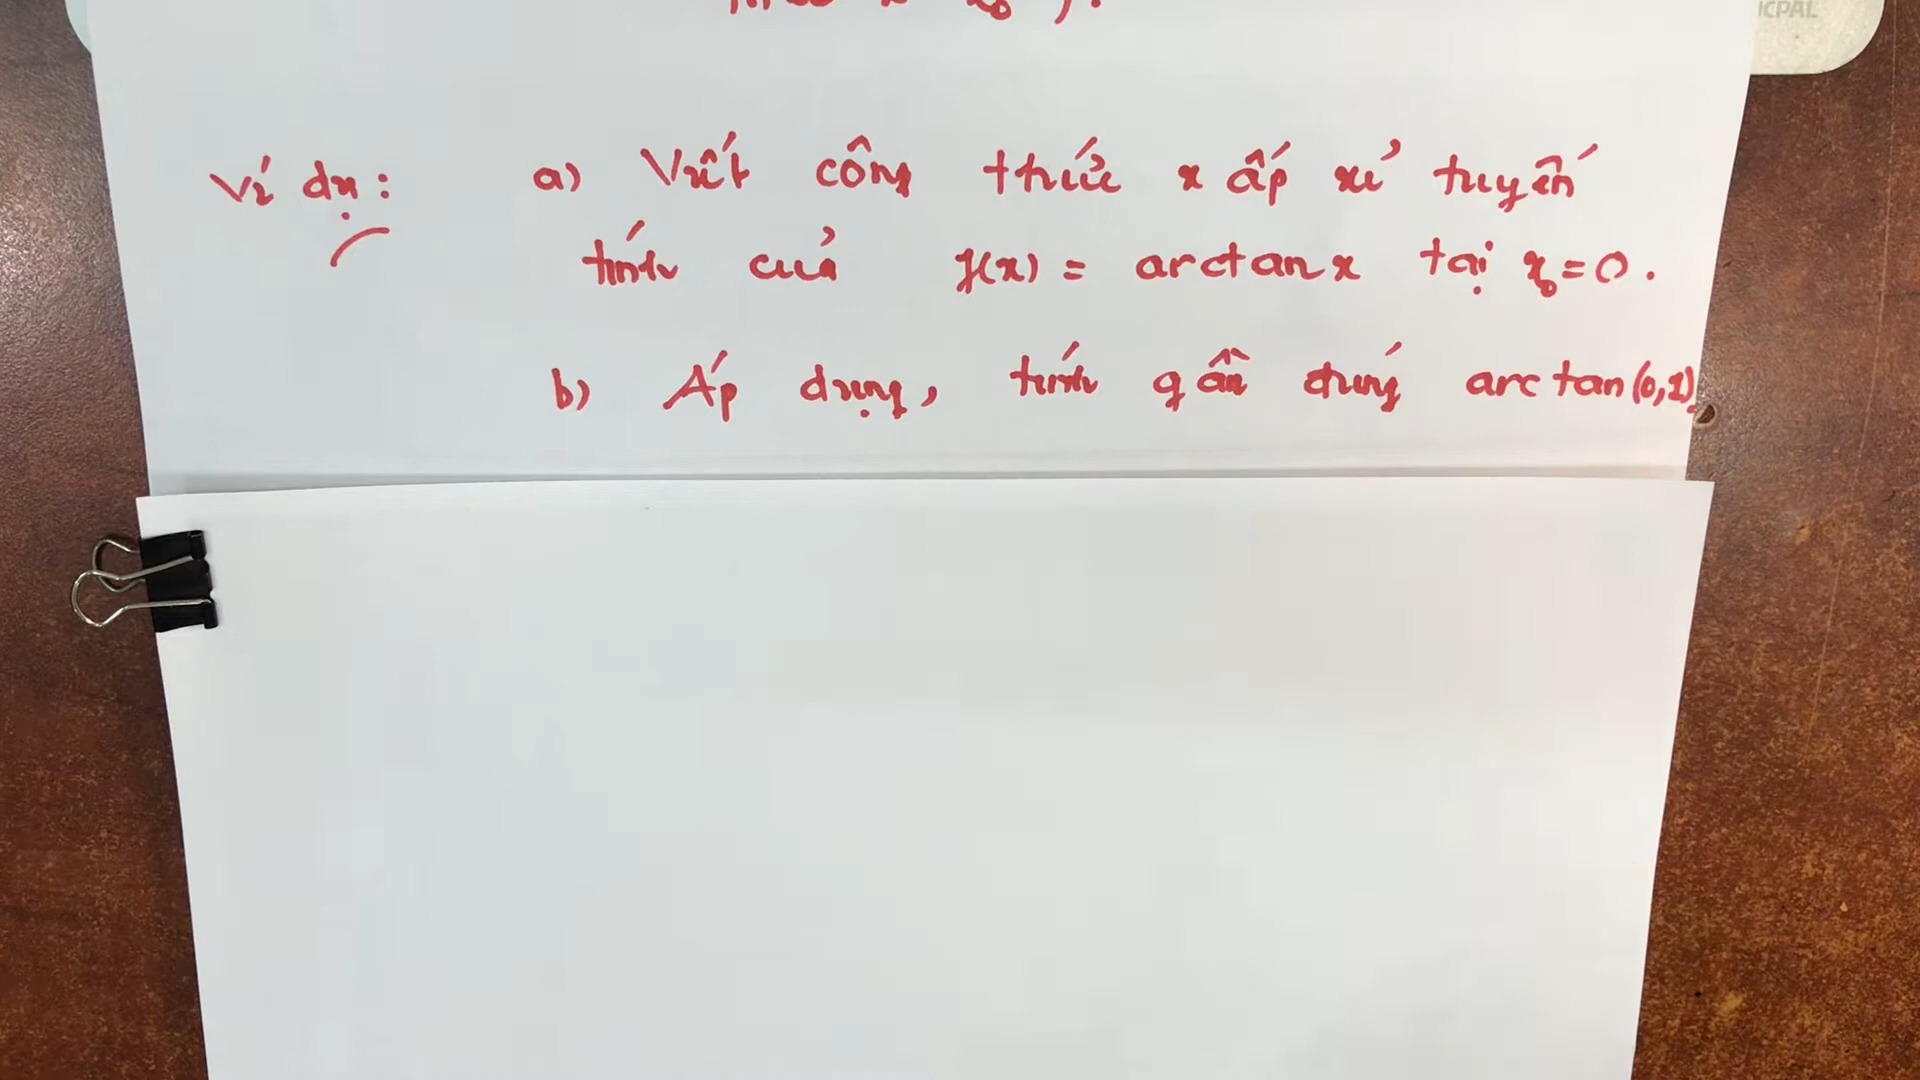 JCPAL
Ví dụ: a) Viết công thức xấp xỉ tuyến
tính của f(x) = arctan x tại x₀ = 0.
b) Áp dụng, tính gần đúng arctan(0,1).